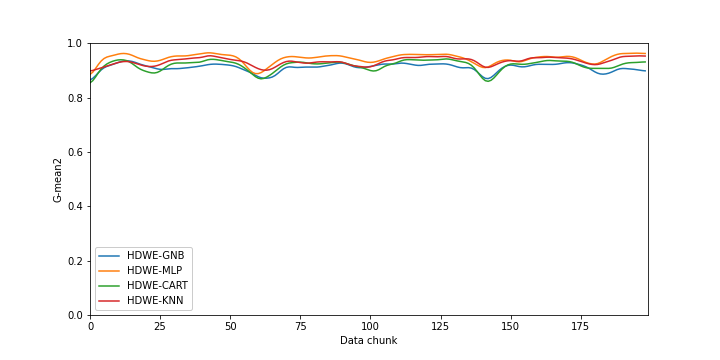 1.0
0.8
0.6
0.4
0.2
0.0
G-mean2
HDWE-GNB
HDWE-MLP
HDWE-CART
HDWE-KNN
0 25 50 75 100 125 150 175
Data chunk